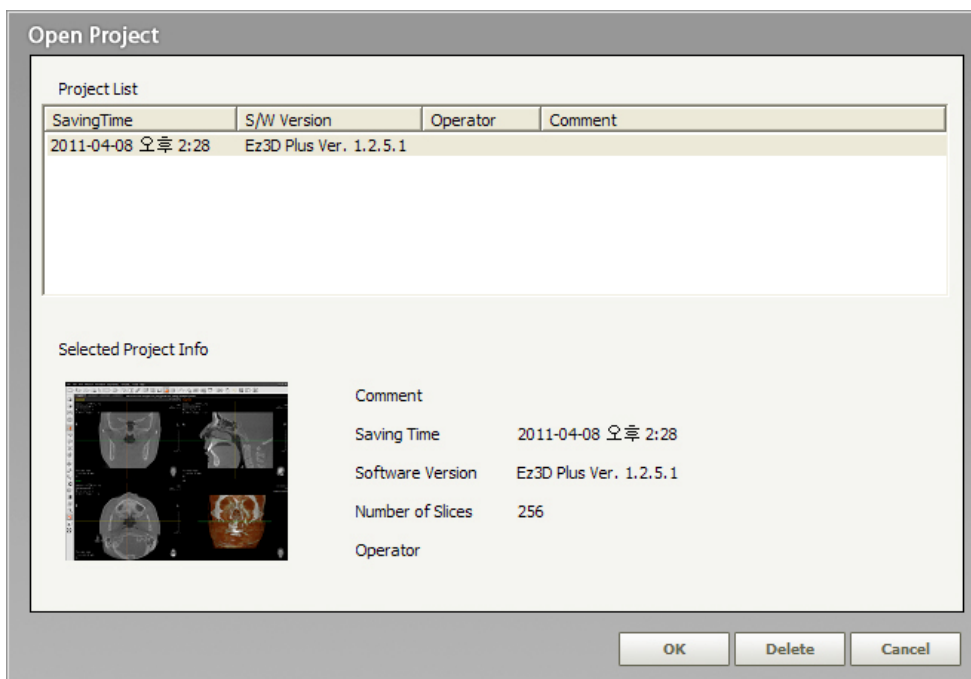 Open Project
Project List
SavingTime S/W Version Operator Comment
2011-04-08 오후 2:28 Ez3D Plus Ver. 1.2.5.1
Selected Project Info
Comment
Saving Time 2011-04-08 오후 2:28
Software Version Ez3D Plus Ver. 1.2.5.1
Number of Slices 256
Operator
OK Delete Cancel